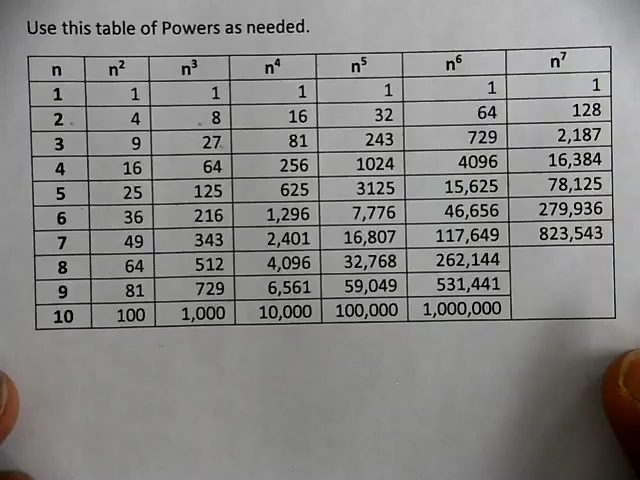 Use this table of Powers as needed.
n n² n³ n⁴ n⁵ n⁶ n⁷
1 1 1 1 1 1 1
2 4 8 16 32 64 128
3 9 27 81 243 729 2,187
4 16 64 256 1024 4096 16,384
5 25 125 625 3125 15,625 78,125
6 36 216 1,296 7,776 46,656 279,936
7 49 343 2,401 16,807 117,649 823,543
8 64 512 4,096 32,768 262,144
9 81 729 6,561 59,049 531,441
10 100 1,000 10,000 100,000 1,000,000